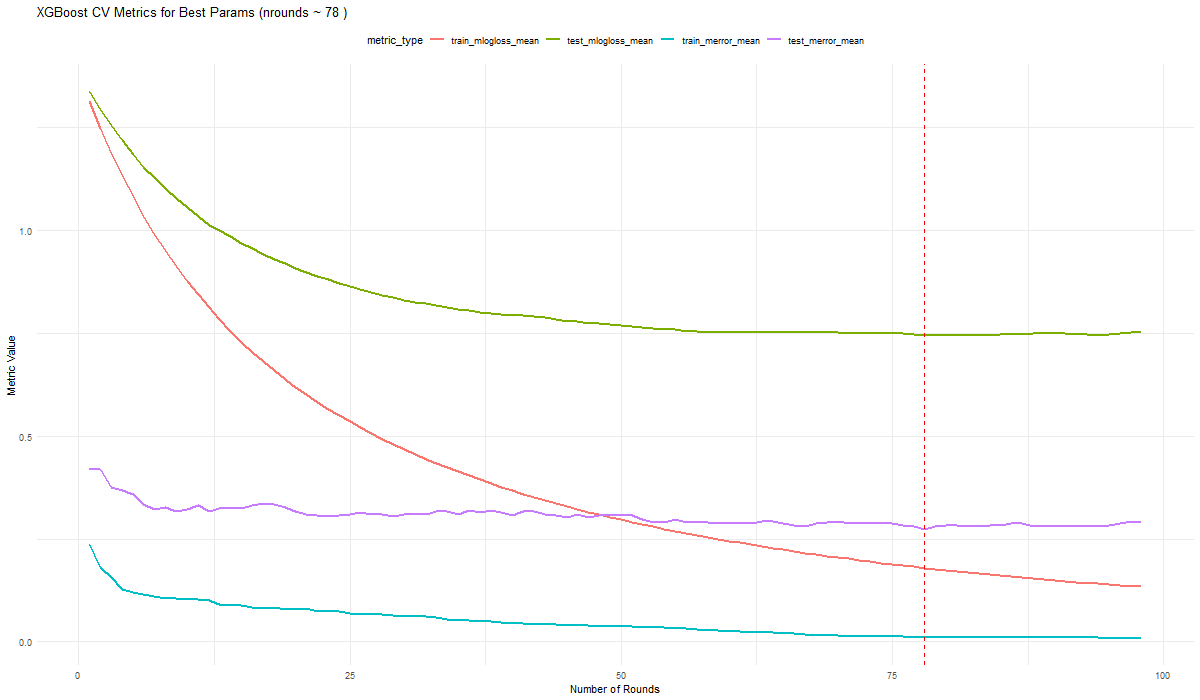 XGBoost CV Metrics for Best Params (nrounds ~ 78 )
metric_type train_mlogloss_mean test_mlogloss_mean train_merror_mean test_merror_mean
Metric Value
1.0
0.5
0.0
0 25 50 75 100
Number of Rounds